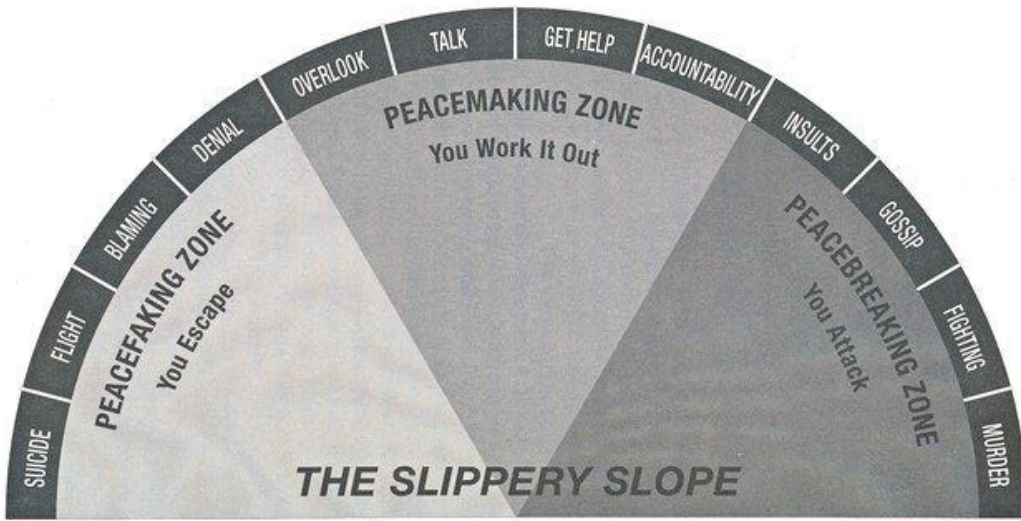 SUICIDE
FLIGHT
BLAMING
DENIAL
OVERLOOK
TALK
GET HELP
ACCOUNTABILITY
INSULTS
GOSSIP
FIGHTING
MURDER
PEACEFAKING ZONE
You Escape
PEACEMAKING ZONE
You Work It Out
PEACEBREAKING ZONE
You Attack
THE SLIPPERY SLOPE